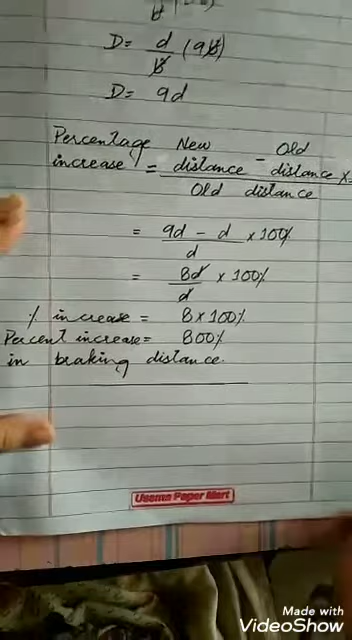 D = d/b (9b)
D = 9d
Percentage increase = New distance - Old distance / Old distance ×
= 9d - d / d × 100%
= 8d / d × 100%
% increase = 8 × 100%
Percent increase = 800%
in braking distance.
Usama Paper Mart
Made with
VideoShow